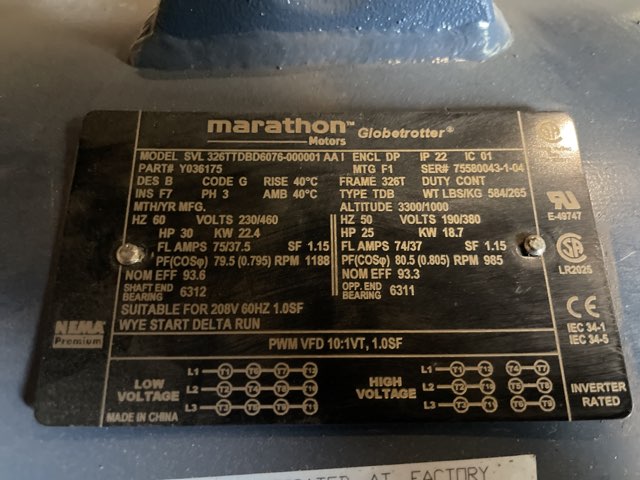 marathon™ Globetrotter®
Motors
MODEL SVL 326TTDBD6076-000001 AA I ENCL DP IP 22 IC 01
PART# Y036175 MTG F1 SER# 75580043-1-04
DES B CODE G RISE 40°C FRAME 326T DUTY CONT
INS F7 PH 3 AMB 40°C TYPE TDB WT LBS/KG 584/265
MTH/YR MFG. ALTITUDE 3300/1000
HZ 60 VOLTS 230/460 HZ 50 VOLTS 190/380
HP 30 KW 22.4 HP 25 KW 18.7
FL AMPS 75/37.5 SF 1.15 FL AMPS 74/37 SF 1.15
PF(COSφ) 79.5 (0.795) RPM 1188 PF(COSφ) 80.5 (0.805) RPM 985
NOM EFF 93.6 NOM EFF 93.3
SHAFT END BEARING 6312 OPP. END BEARING 6311
SUITABLE FOR 208V 60HZ 1.0SF
WYE START DELTA RUN
PWM VFD 10:1VT, 1.0SF
NEMA
Premium
LOW VOLTAGE
L1
L2
L3
HIGH VOLTAGE
L1
L2
L3
MADE IN CHINA
E-49747
LR2025
CE
IEC 34-1
IEC 34-5
INVERTER
RATED
AT FACTORY